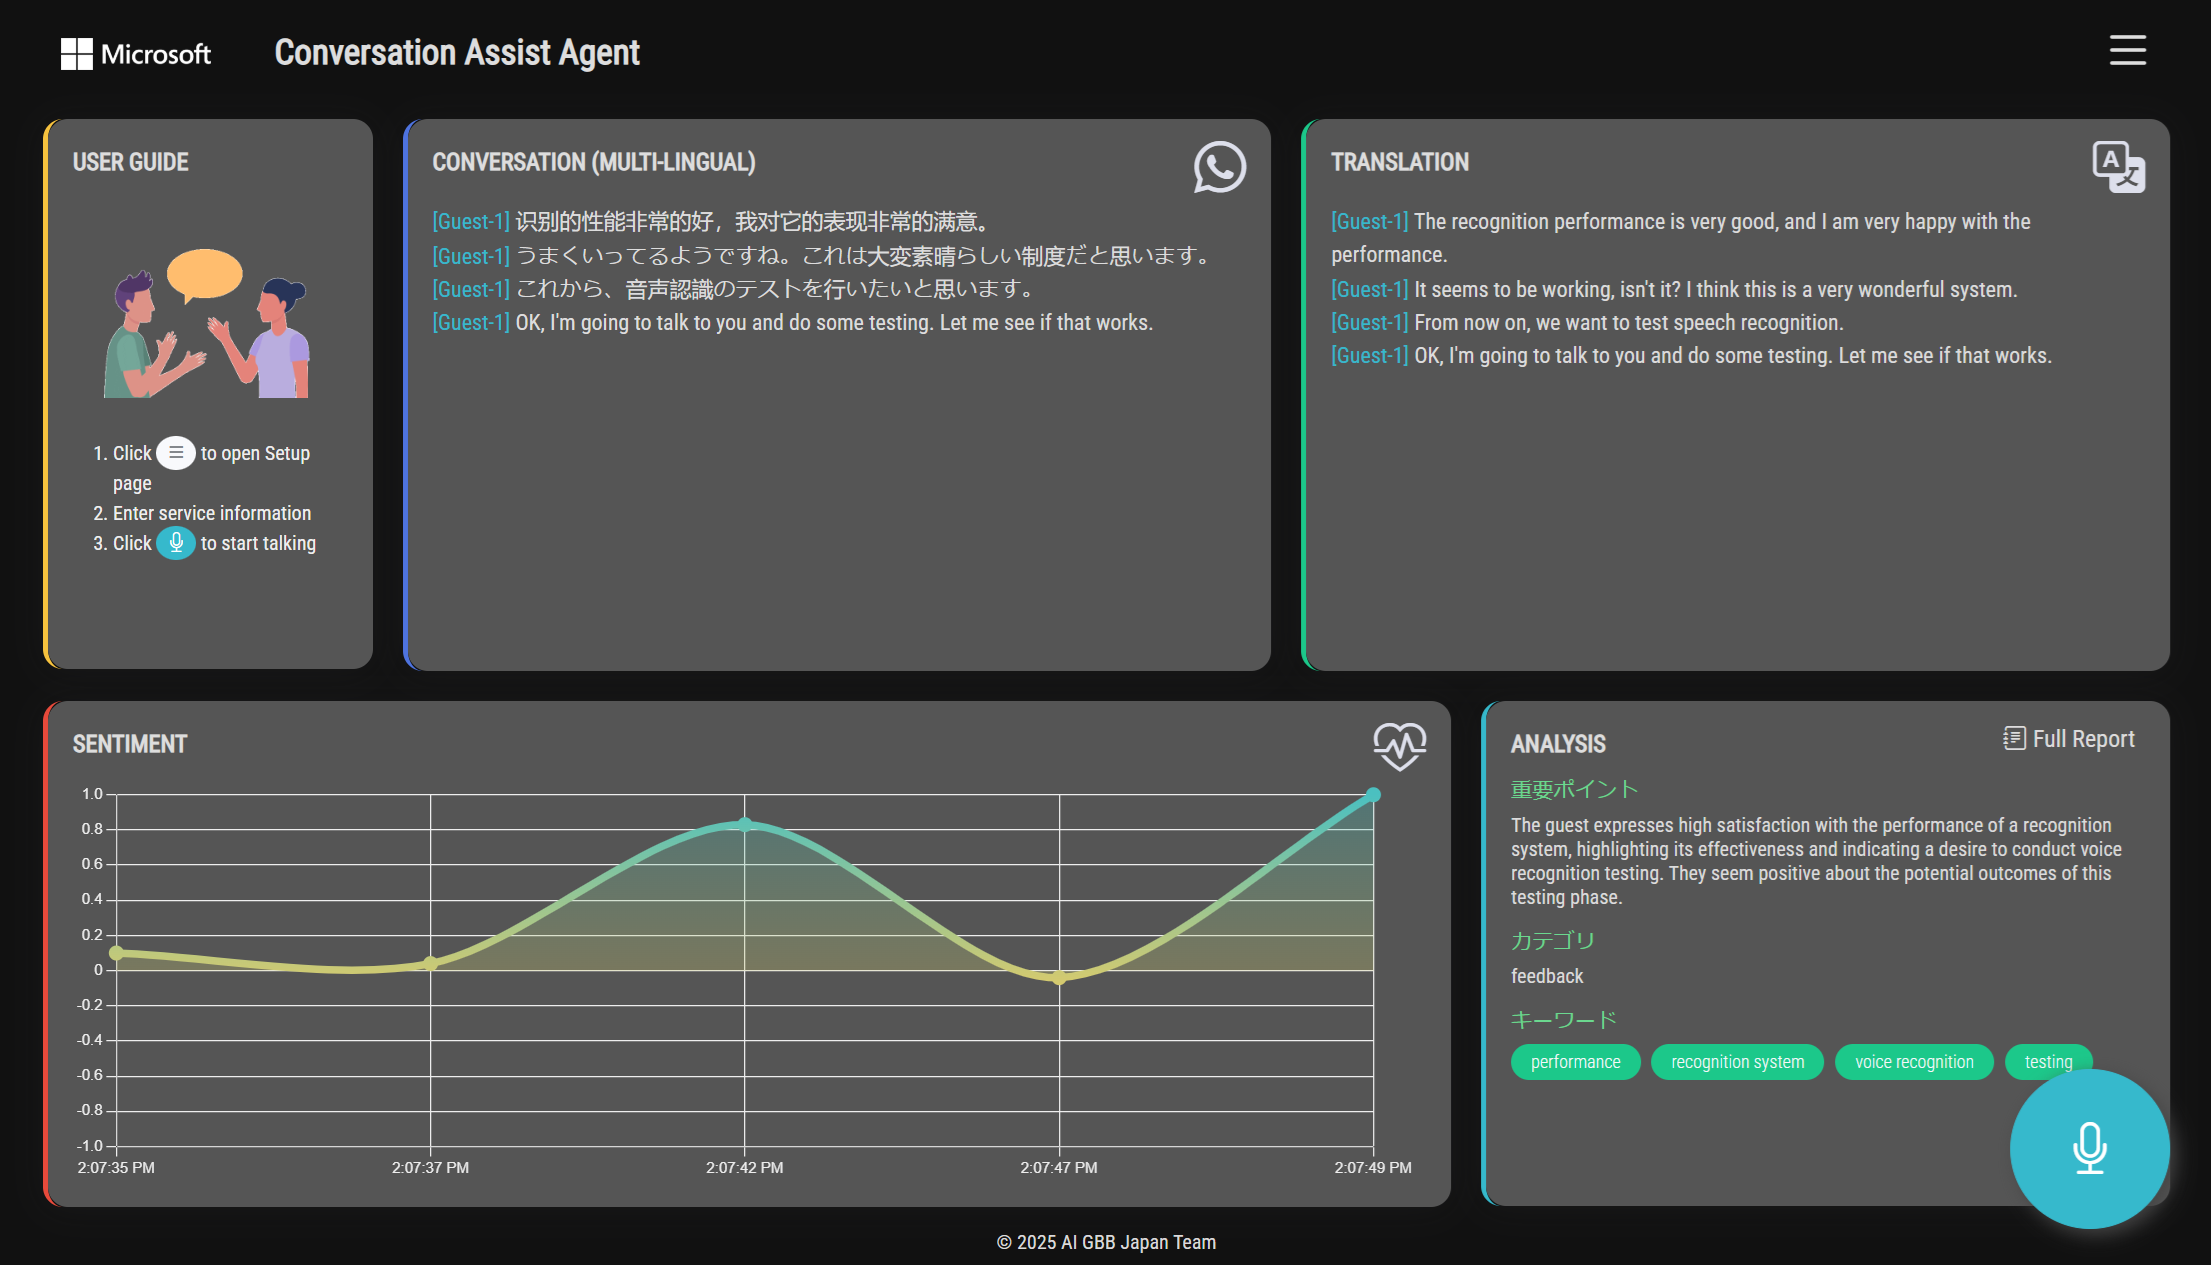 Microsoft
Conversation Assist Agent
USER GUIDE
1. Click to open Setup
page
2. Enter service information
3. Click to start talking
CONVERSATION (MULTI-LINGUAL)
[Guest-1] 识别的性能非常的好，我对它的表现非常的满意。
[Guest-1] うまくいってるようですね。これは大変素晴らしい制度だと思います。
[Guest-1] これから、音声認識のテストを行いたいと思います。
[Guest-1] OK, I'm going to talk to you and do some testing. Let me see if that works.
TRANSLATION
A 文
[Guest-1] The recognition performance is very good, and I am very happy with the
performance.
[Guest-1] It seems to be working, isn't it? I think this is a very wonderful system.
[Guest-1] From now on, we want to test speech recognition.
[Guest-1] OK, I'm going to talk to you and do some testing. Let me see if that works.
SENTIMENT
1.0
0.8
0.6
0.4
0.2
0
-0.2
-0.4
-0.6
-0.8
-1.0
2:07:35 PM 2:07:37 PM 2:07:42 PM 2:07:47 PM 2:07:49 PM
ANALYSIS
Full Report
重要ポイント
The guest expresses high satisfaction with the performance of a recognition
system, highlighting its effectiveness and indicating a desire to conduct voice
recognition testing. They seem positive about the potential outcomes of this
testing phase.
カテゴリ
feedback
キーワード
performance recognition system voice recognition testing
© 2025 AI GBB Japan Team